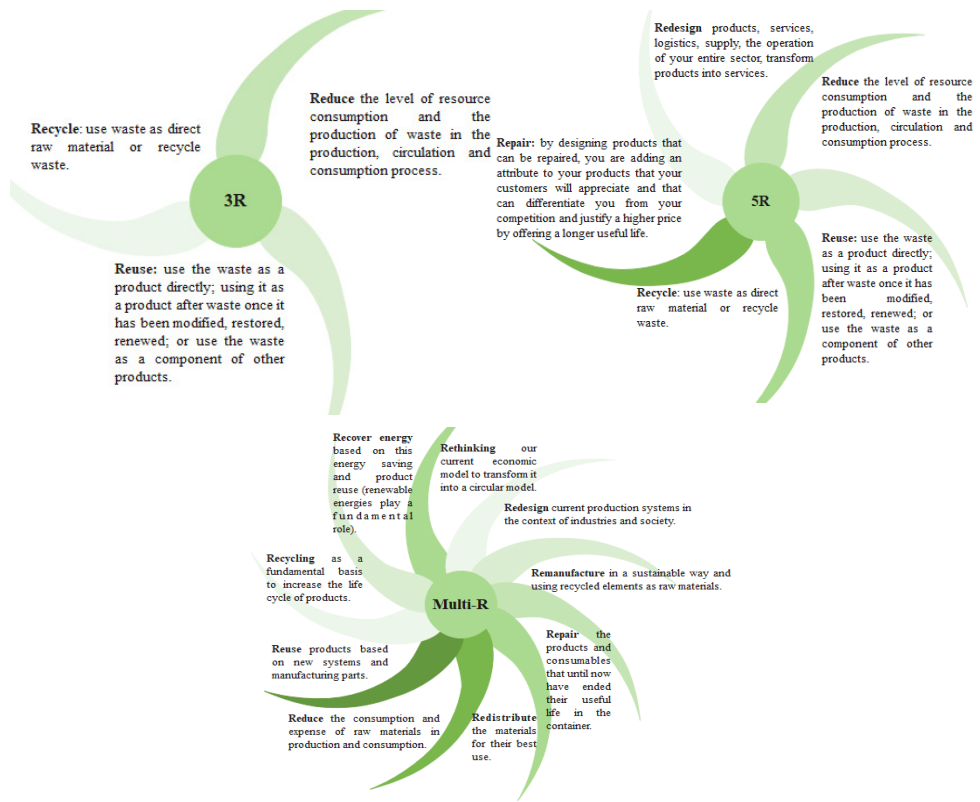 3R
Reduce the level of resource
consumption and the
production of waste in the
production, circulation and
consumption process.
Recycle: use waste as direct
raw material or recycle
waste.
Reuse: use the waste as a
product directly; using it as
a product after waste once it
has been modified, restored,
renewed; or use the waste
as a component of other
products.
5R
Redesign products, services,
logistics, supply, the operation
of your entire sector, transform
products into services.
Reduce the level of resource
consumption and the
production of waste in the
production, circulation and
consumption process.
Repair: by designing products that
can be repaired, you are adding an
attribute to your products that your
customers will appreciate and that
can differentiate you from your
competition and justify a higher price
by offering a longer useful life.
Reuse: use the waste
as a product directly;
using it as a product
after waste once it has
been modified,
restored, renewed; or
use the waste as a
component of other
products.
Recycle: use waste as direct
raw material or recycle
waste.
Multi-R
Recover energy
based on this
energy saving
and product
reuse (renewable
energies play a
fundamental
role).
Rethinking our
current economic
model to transform it
into a circular model.
Redesign current production systems in
the context of industries and society.
Remanufacture in a sustainable way and
using recycled elements as raw materials.
Repair the
products and
consumables
that until now
have ended
their useful
life in the
container.
Redistribute
the materials
for their best
use.
Reduce the consumption and
expense of raw materials in
production and consumption.
Reuse products based
on new systems and
manufacturing parts.
Recycling as a
fundamental basis
to increase the life
cycle of products.